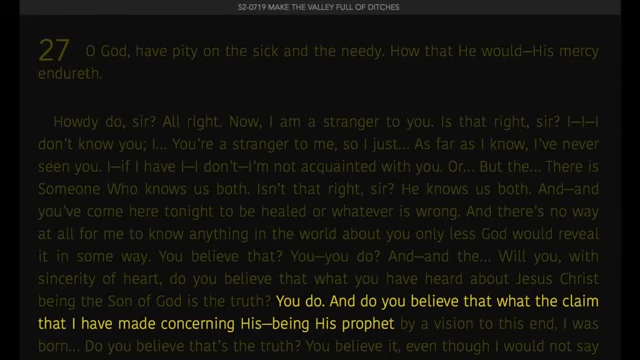 52-0719 MAKE THE VALLEY FULL OF DITCHES
27 O God, have pity on the sick and the needy. How that He would—His mercy
endureth.
Howdy do, sir? All right. Now, I am a stranger to you. Is that right, sir? I—I—I
don't know you; I... You're a stranger to me, so I just... As far as I know, I've never
seen you. I—if I have I—I don't—I'm not acquainted with you. Or... But the... There is
Someone Who knows us both. Isn't that right, sir? He knows us both. And—and
you've come here tonight to be healed or whatever is wrong. And there's no way
at all for me to know anything in the world about you only less God would reveal
it in some way. You believe that? You—you do? And—and the... Will you, with
sincerity of heart, do you believe that what you have heard about Jesus Christ
being the Son of God is the truth? You do. And do you believe that what the claim
that I have made concerning His—being His prophet by a vision to this end, I was
born... Do you believe that's the truth? You believe it, even though I would not say